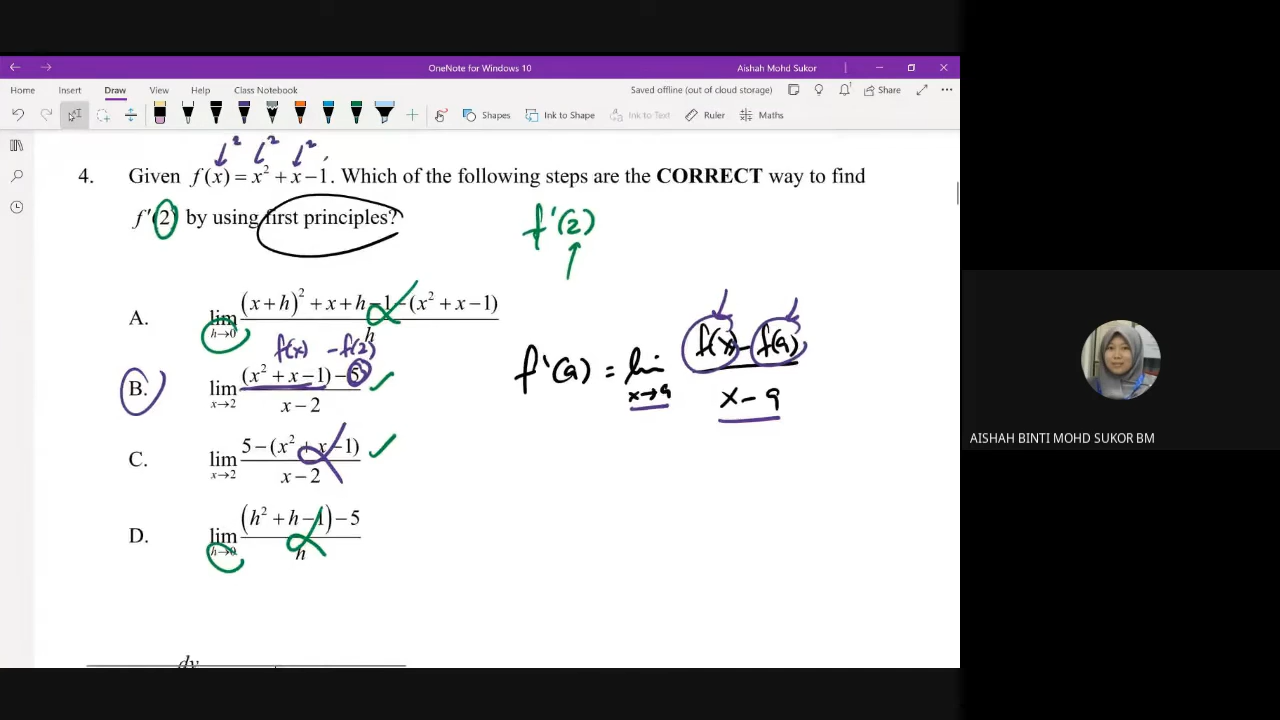 OneNote for Windows 10
Aishah Mohd Sukor
Home Insert Draw View Help Class Notebook
Saved offline (out of cloud storage)
Share
Shapes Ink to Shape Ink to Text Ruler Maths
2 2 2
4. Given f(x) = x² + x − 1. Which of the following steps are the CORRECT way to find
f′(2) by using first principles?
f'(2)
A. lim h→0 ((x+h)² + x + h − 1 − (x² + x − 1)) / h
f(x) − f(2)
B. lim x→2 ((x² + x − 1) − 5) / (x − 2)
f'(a) = lim x→a (f(x) − f(a)) / (x − a)
C. lim x→2 (5 − (x² + x − 1)) / (x − 2)
D. lim h→0 ((h² + h − 1) − 5) / h
dy
AISHAH BINTI MOHD SUKOR BM